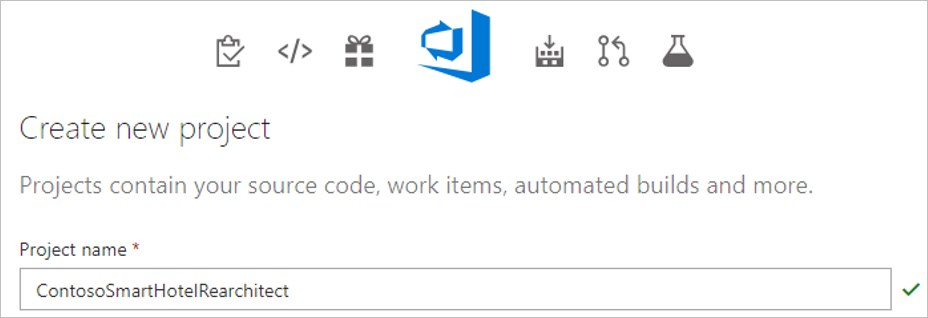 Create new project
Projects contain your source code, work items, automated builds and more.
Project name *
ContosoSmartHotelRearchitect